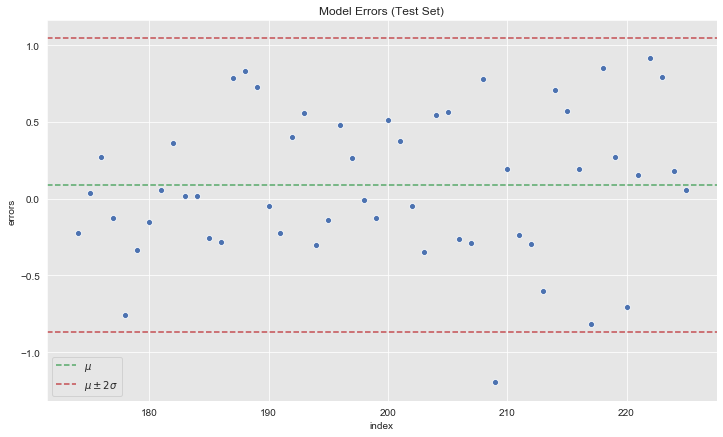 Model Errors (Test Set)
errors
1.0
0.5
0.0
−0.5
−1.0
μ
μ ± 2σ
180
190
200
210
220
index